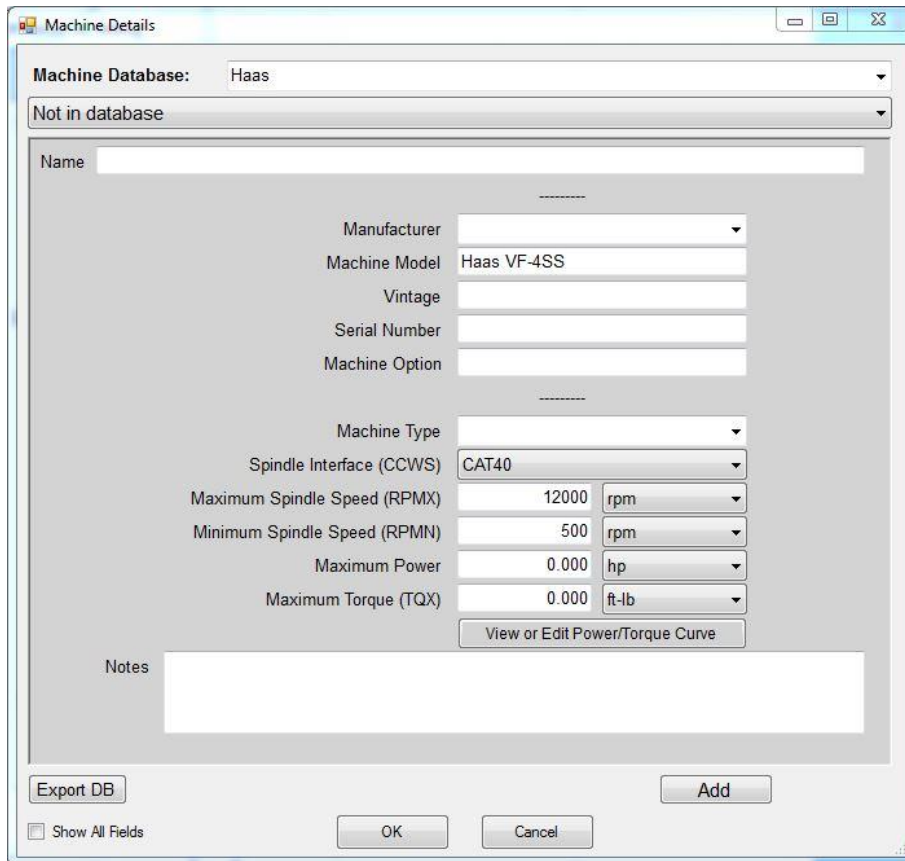 Machine Details
Machine Database: Haas
Not in database
Name
---------
Manufacturer
Machine Model Haas VF-4SS
Vintage
Serial Number
Machine Option
---------
Machine Type
Spindle Interface (CCWS) CAT40
Maximum Spindle Speed (RPMX) 12000 rpm
Minimum Spindle Speed (RPMN) 500 rpm
Maximum Power 0.000 hp
Maximum Torque (TQX) 0.000 ft-lb
View or Edit Power/Torque Curve
Notes
Export DB Add
Show All Fields OK Cancel